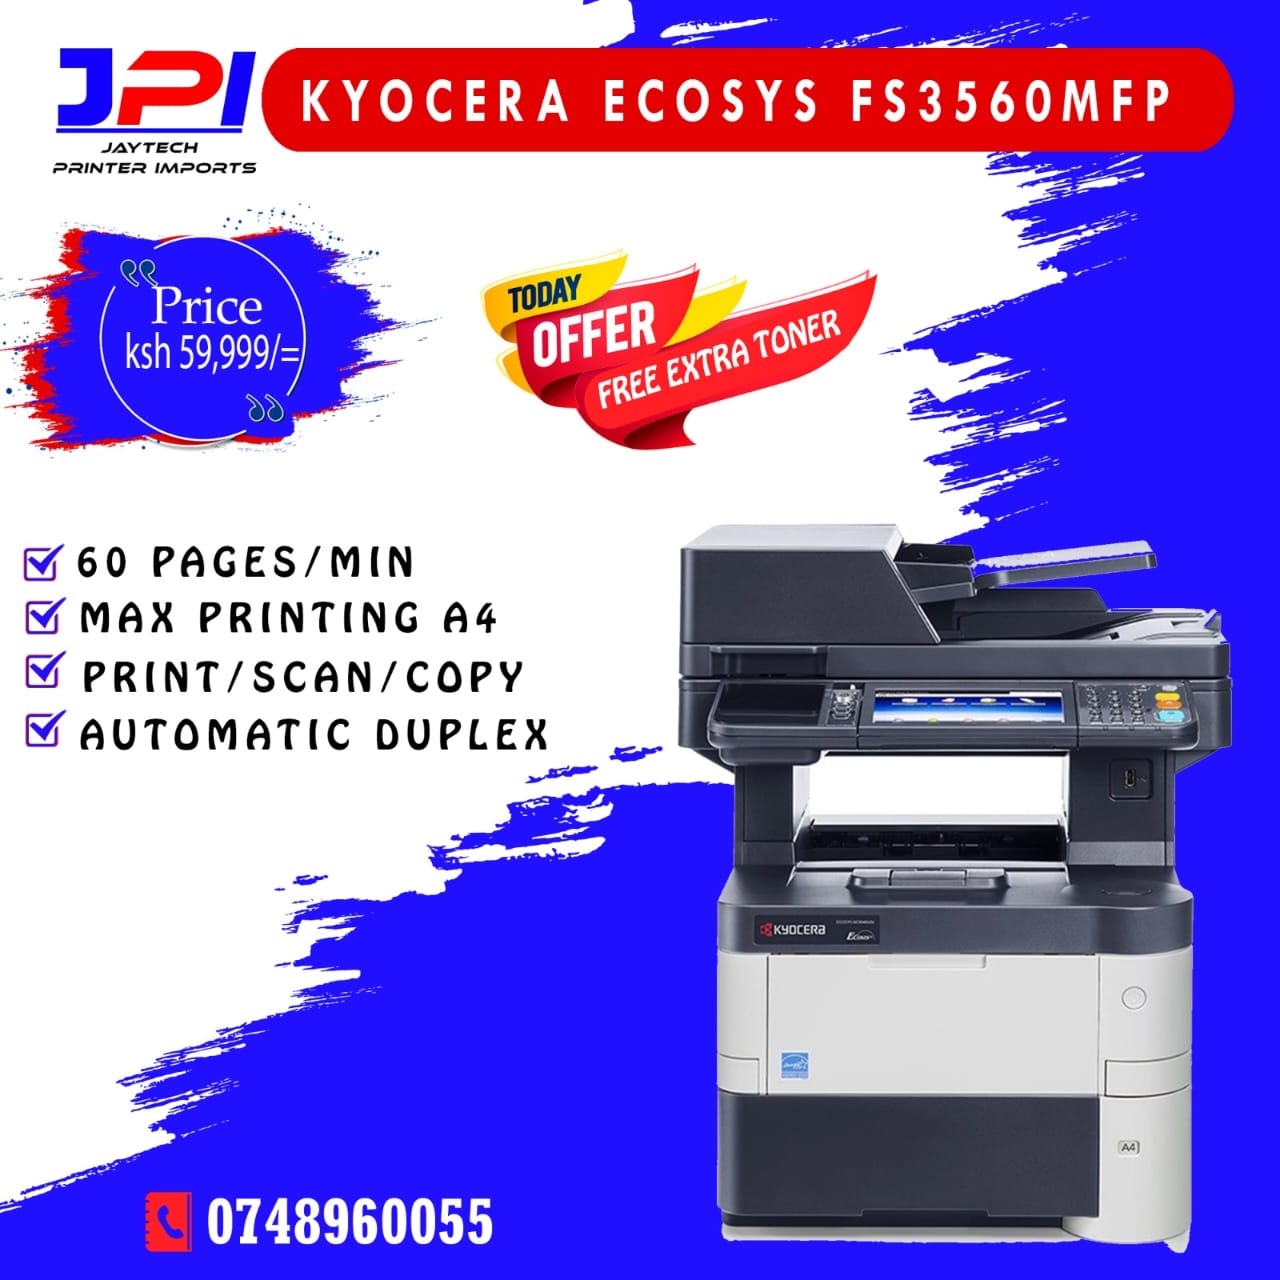 JPI
JAYTECH
PRINTER IMPORTS
KYOCERA ECOSYS FS3560MFP
Price
ksh 59,999/=
TODAY
OFFER
FREE EXTRA TONER
60 PAGES/MIN
MAX PRINTING A4
PRINT/SCAN/COPY
AUTOMATIC DUPLEX
KYOCERA
Ecosys
A4
0748960055